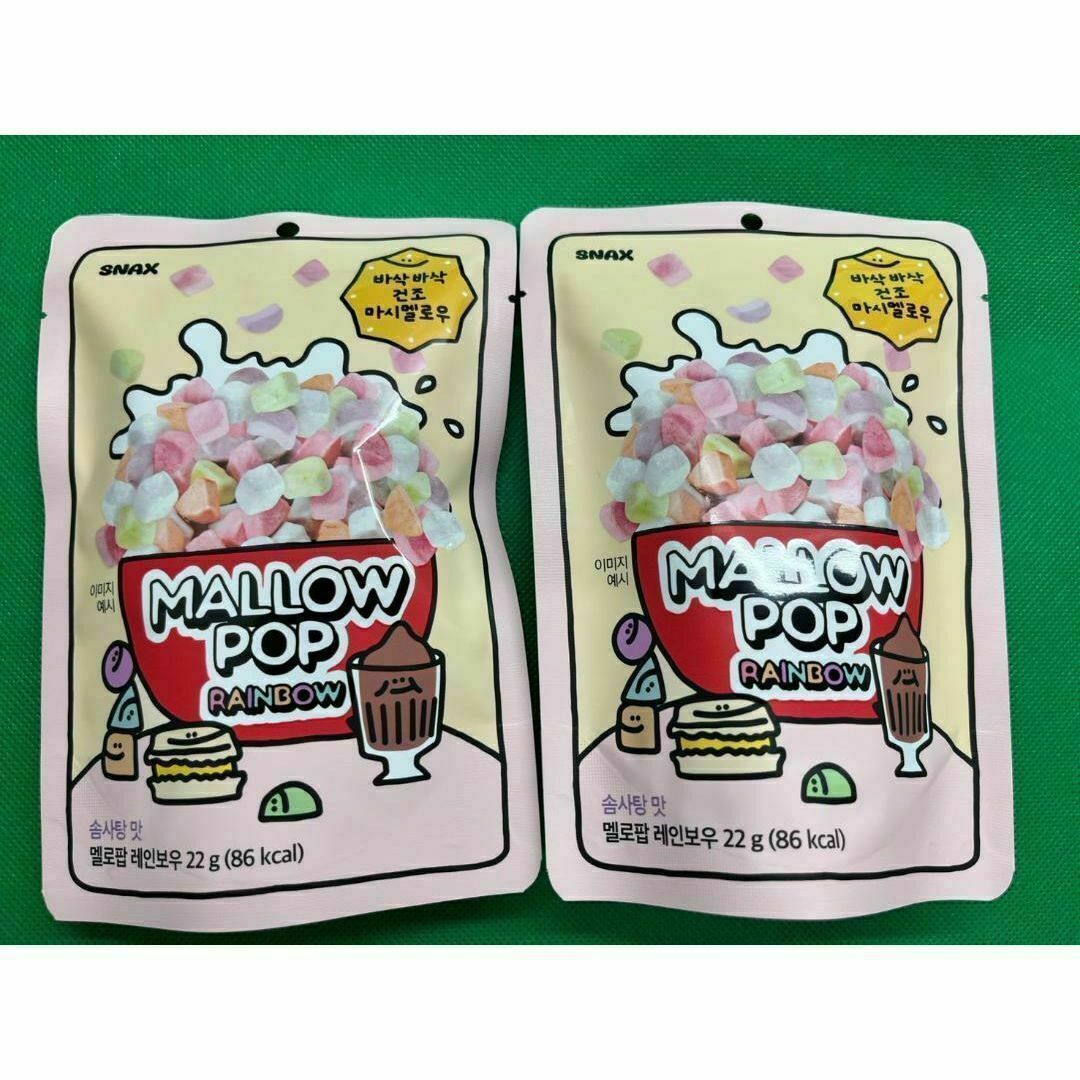 SNAX
바삭바삭
건조
마시멜로우
이미지
예시
MALLOW
POP
RAINBOW
솜사탕 맛
멜로팝 레인보우 22 g (86 kcal)
SNAX
바삭바삭
건조
마시멜로우
이미지
예시
MALLOW
POP
RAINBOW
솜사탕 맛
멜로팝 레인보우 22 g (86 kcal)